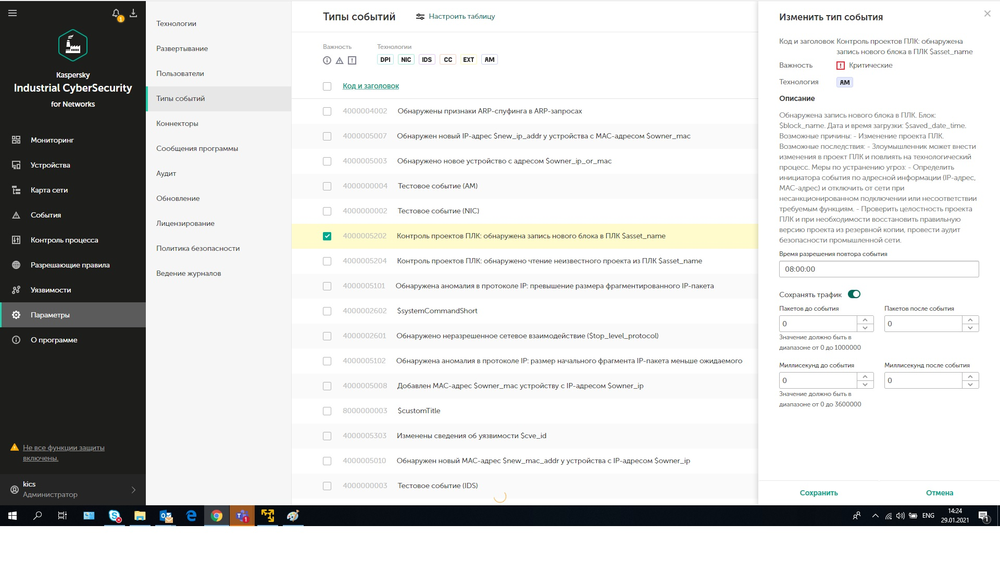 1
Kaspersky
Industrial CyberSecurity
for Networks
Мониторинг
Устройства
Карта сети
События
Контроль процесса
Разрешающие правила
Уязвимости
Параметры
О программе
Не все функции защиты
включены.
kics
Администратор
Технологии
Развертывание
Пользователи
Типы событий
Коннекторы
Сообщения программы
Аудит
Обновление
Лицензирование
Политика безопасности
Ведение журналов
Типы событий
Настроить таблицу
Важность
Технологии
DPI NIC IDS CC EXT AM
Код и заголовок
4000004002 Обнаружены признаки ARP-спуфинга в ARP-запросах
4000005007 Обнаружен новый IP-адрес $new_ip_addr у устройства с MAC-адресом $owner_mac
4000005003 Обнаружено новое устройство с адресом $owner_ip_or_mac
4000000004 Тестовое событие (AM)
4000000002 Тестовое событие (NIC)
4000005202 Контроль проектов ПЛК: обнаружена запись нового блока в ПЛК $asset_name
4000005204 Контроль проектов ПЛК: обнаружено чтение неизвестного проекта из ПЛК $asset_name
4000005101 Обнаружена аномалия в протоколе IP: превышение размера фрагментированного IP-пакета
4000002602 $systemCommandShort
4000002601 Обнаружено неразрешенное сетевое взаимодействие ($top_level_protocol)
4000005102 Обнаружена аномалия в протоколе IP: размер начального фрагмента IP-пакета меньше ожидаемого
4000005008 Добавлен MAC-адрес $owner_mac устройству с IP-адресом $owner_ip
8000000003 $customTitle
4000005303 Изменены сведения об уязвимости $cve_id
4000005010 Обнаружен новый MAC-адрес $new_mac_addr у устройства с IP-адресом $owner_ip
4000000003 Тестовое событие (IDS)
Изменить тип события
Код и заголовок Контроль проектов ПЛК: обнаружена
запись нового блока в ПЛК $asset_name
Важность Критические
Технология AM
Описание
Обнаружена запись нового блока в ПЛК. Блок:
$block_name. Дата и время загрузки: $saved_date_time.
Возможные причины: - Изменение проекта ПЛК.
Возможные последствия: - Злоумышленник может внести
изменения в проект ПЛК и повлиять на технологический
процесс. Меры по устранению угроз: - Определить
инициатора события по адресной информации (IP-адрес,
MAC-адрес) и отключить от сети при
несанкционированном подключении или несоответствии
требуемым функциям. - Проверить целостность проекта
ПЛК и при необходимости восстановить правильную
версию проекта из резервной копии, провести аудит
безопасности промышленной сети.
Время разрешения повтора события
08:00:00
Сохранять трафик
Пакетов до события Пакетов после события
0 0
Значение должно быть в
диапазоне от 0 до 1000000
Миллисекунд до события Миллисекунд после события
0 0
Значение должно быть в
диапазоне от 0 до 3600000
Сохранить Отмена
1
ENG
14:24
29.01.2021
1